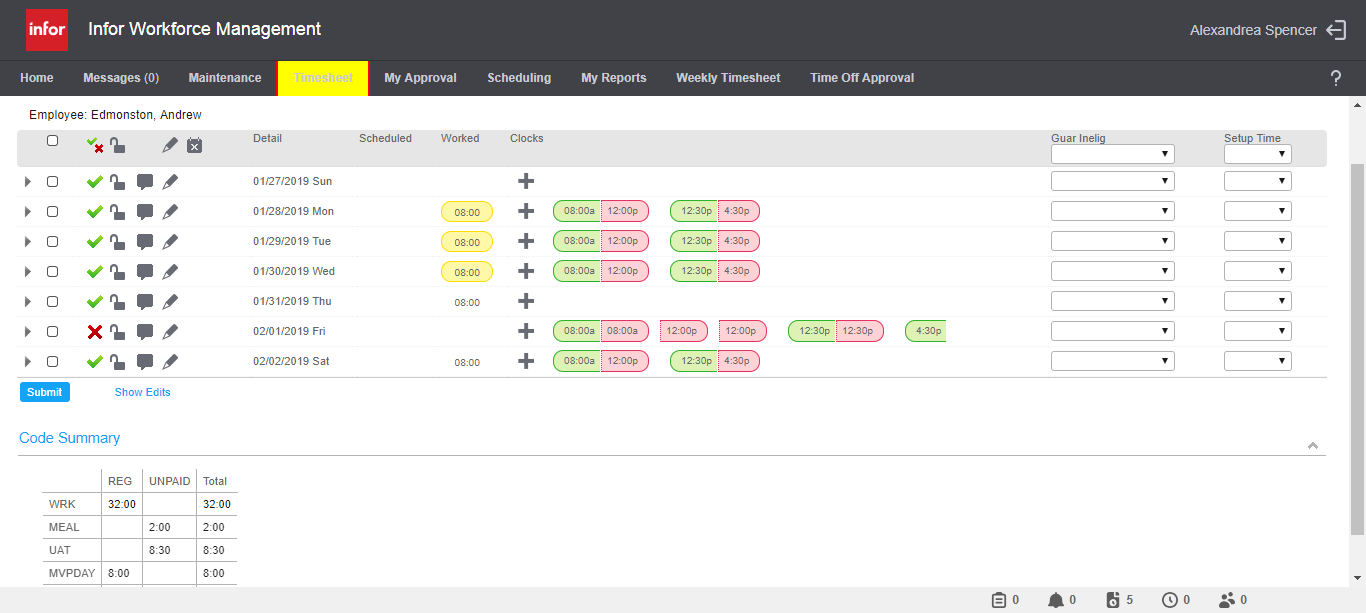 infor Infor Workforce Management Alexandrea Spencer
Home Messages (0) Maintenance Timesheet My Approval Scheduling My Reports Weekly Timesheet Time Off Approval ?
Employee: Edmonston, Andrew
Detail Scheduled Worked Clocks Guar Inelig Setup Time
01/27/2019 Sun
01/28/2019 Mon 08:00 08:00a 12:00p 12:30p 4:30p
01/29/2019 Tue 08:00 08:00a 12:00p 12:30p 4:30p
01/30/2019 Wed 08:00 08:00a 12:00p 12:30p 4:30p
01/31/2019 Thu 08:00
02/01/2019 Fri 08:00a 08:00a 12:00p 12:00p 12:30p 12:30p 4:30p
02/02/2019 Sat 08:00 08:00a 12:00p 12:30p 4:30p
Submit Show Edits
Code Summary
REG UNPAID Total
WRK 32:00 32:00
MEAL 2:00 2:00
UAT 8:30 8:30
MVPDAY 8:00 8:00
0 0 5 0 0